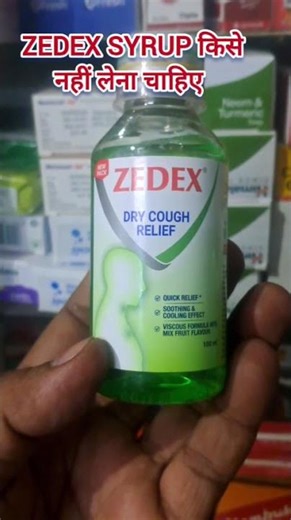 ZEDEX SYRUP किसे
नहीं लेना चाहिए
Neem &
Turmeric
NEW
PACK
ZEDEX®
DRY COUGH
RELIEF
QUICK RELIEF*
SOOTHING &
COOLING EFFECT
VISCOUS FORMULA WITH
MIX FRUIT FLAVOUR
100 ml